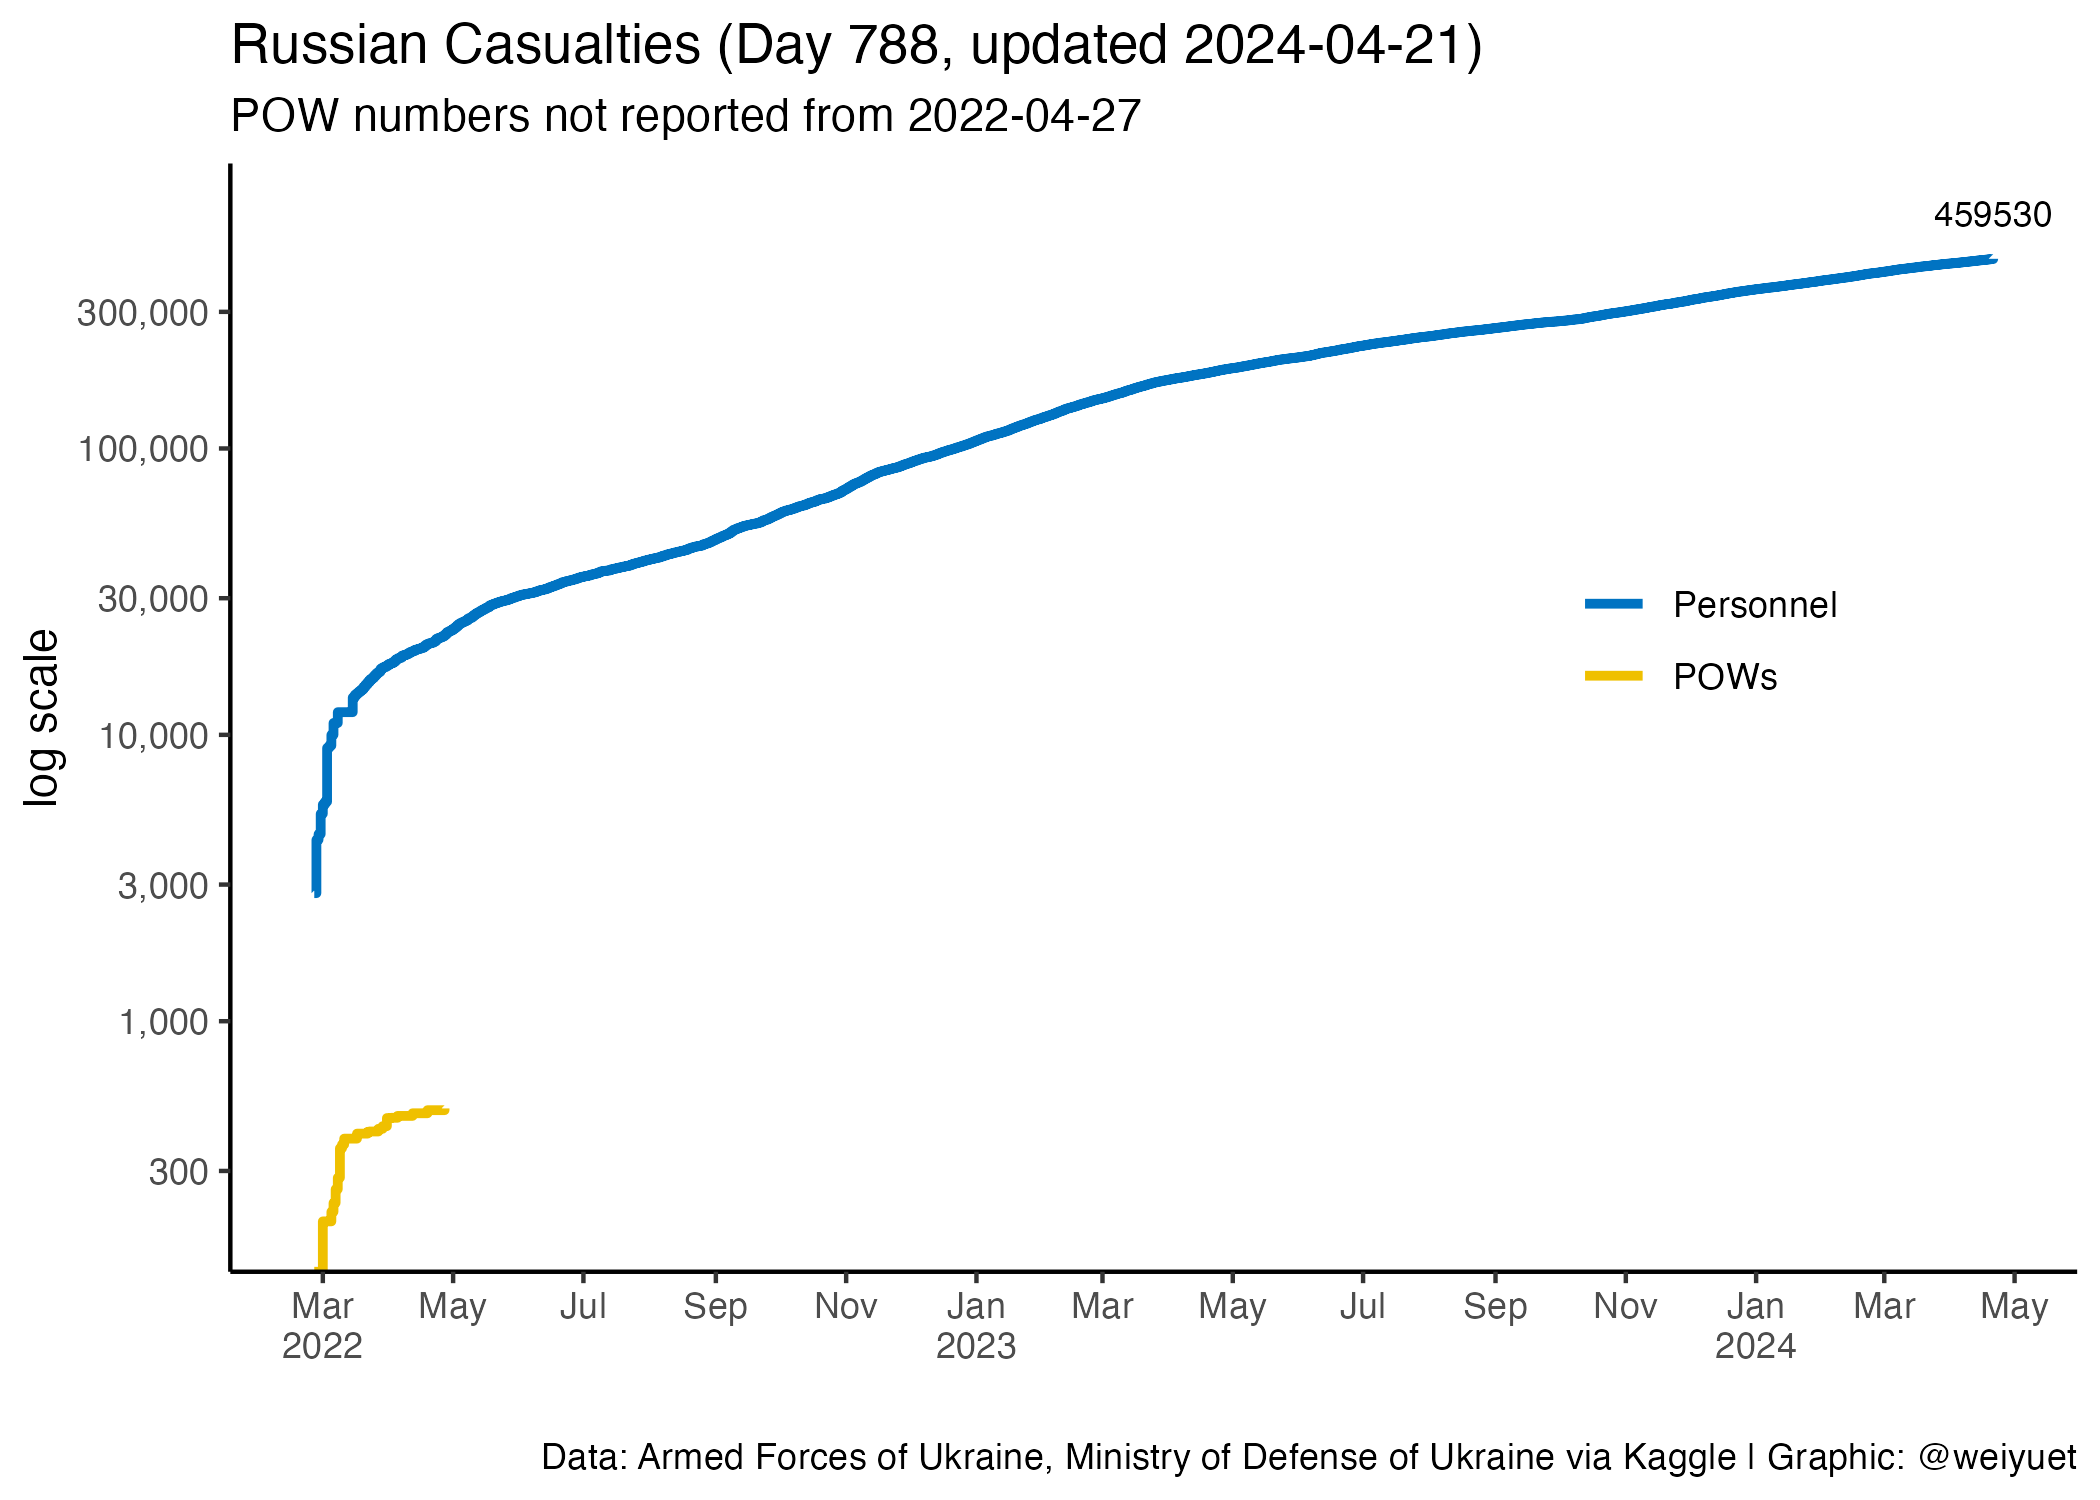 Russian Casualties (Day 788, updated 2024-04-21)
POW numbers not reported from 2022-04-27
459530
300,000
100,000
30,000
10,000
3,000
1,000
300
log scale
Personnel
POWs
Mar May Jul Sep Nov Jan Mar May Jul Sep Nov Jan Mar May
2022 2023 2024
Data: Armed Forces of Ukraine, Ministry of Defense of Ukraine via Kaggle | Graphic: @weiyuet